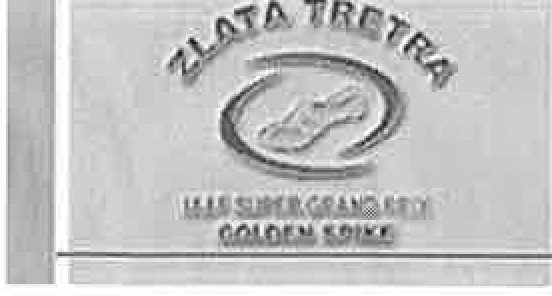 ZLATA TRETRA
IAAF SUPER GRAND PRIX
GOLDEN SPIKE